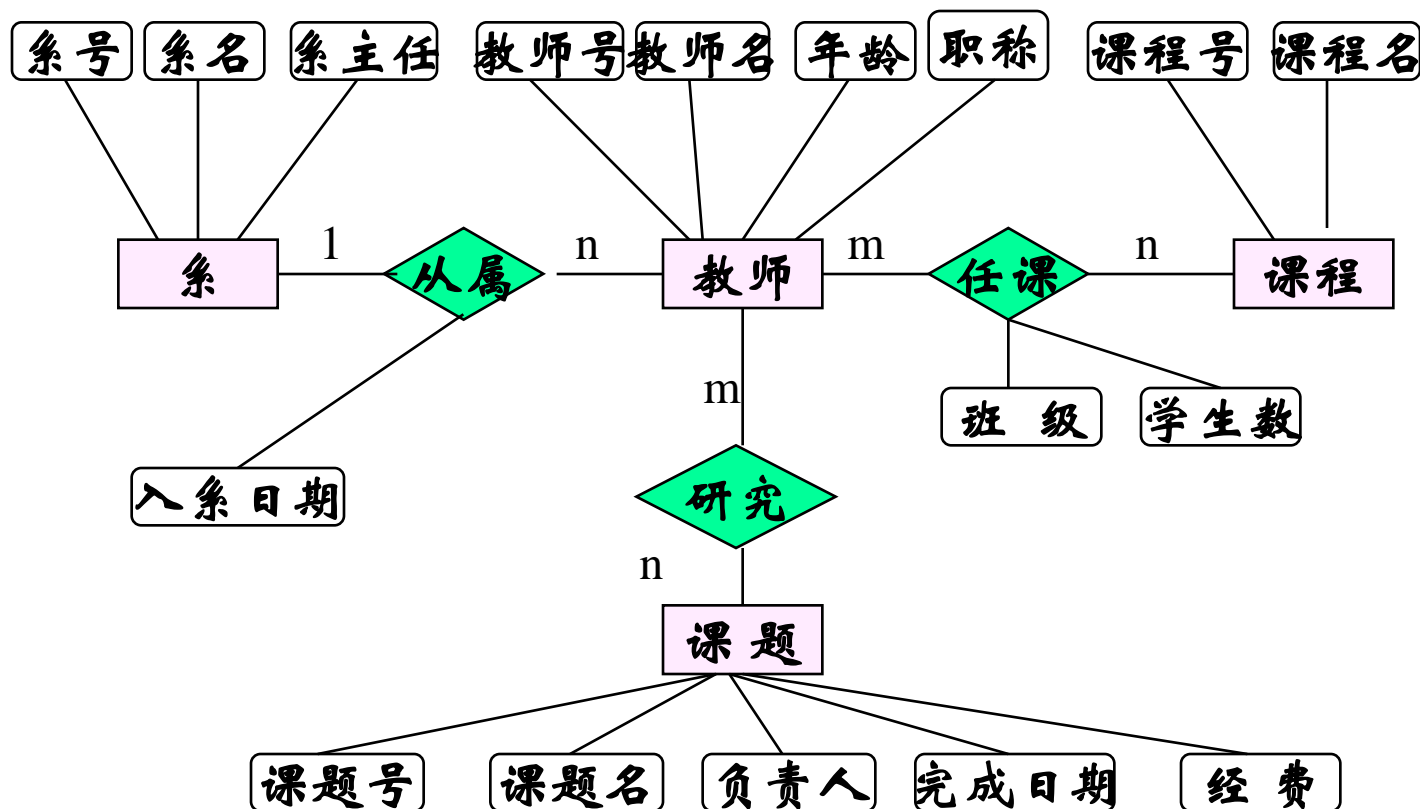 系号 系名 系主任 教师号 教师名 年龄 职称 课程号 课程名
1 n m n
系 从属 教师 任课 课程
m
班 级 学生数
入系日期
研究
n
课题
课题号 课题名 负责人 完成日期 经费